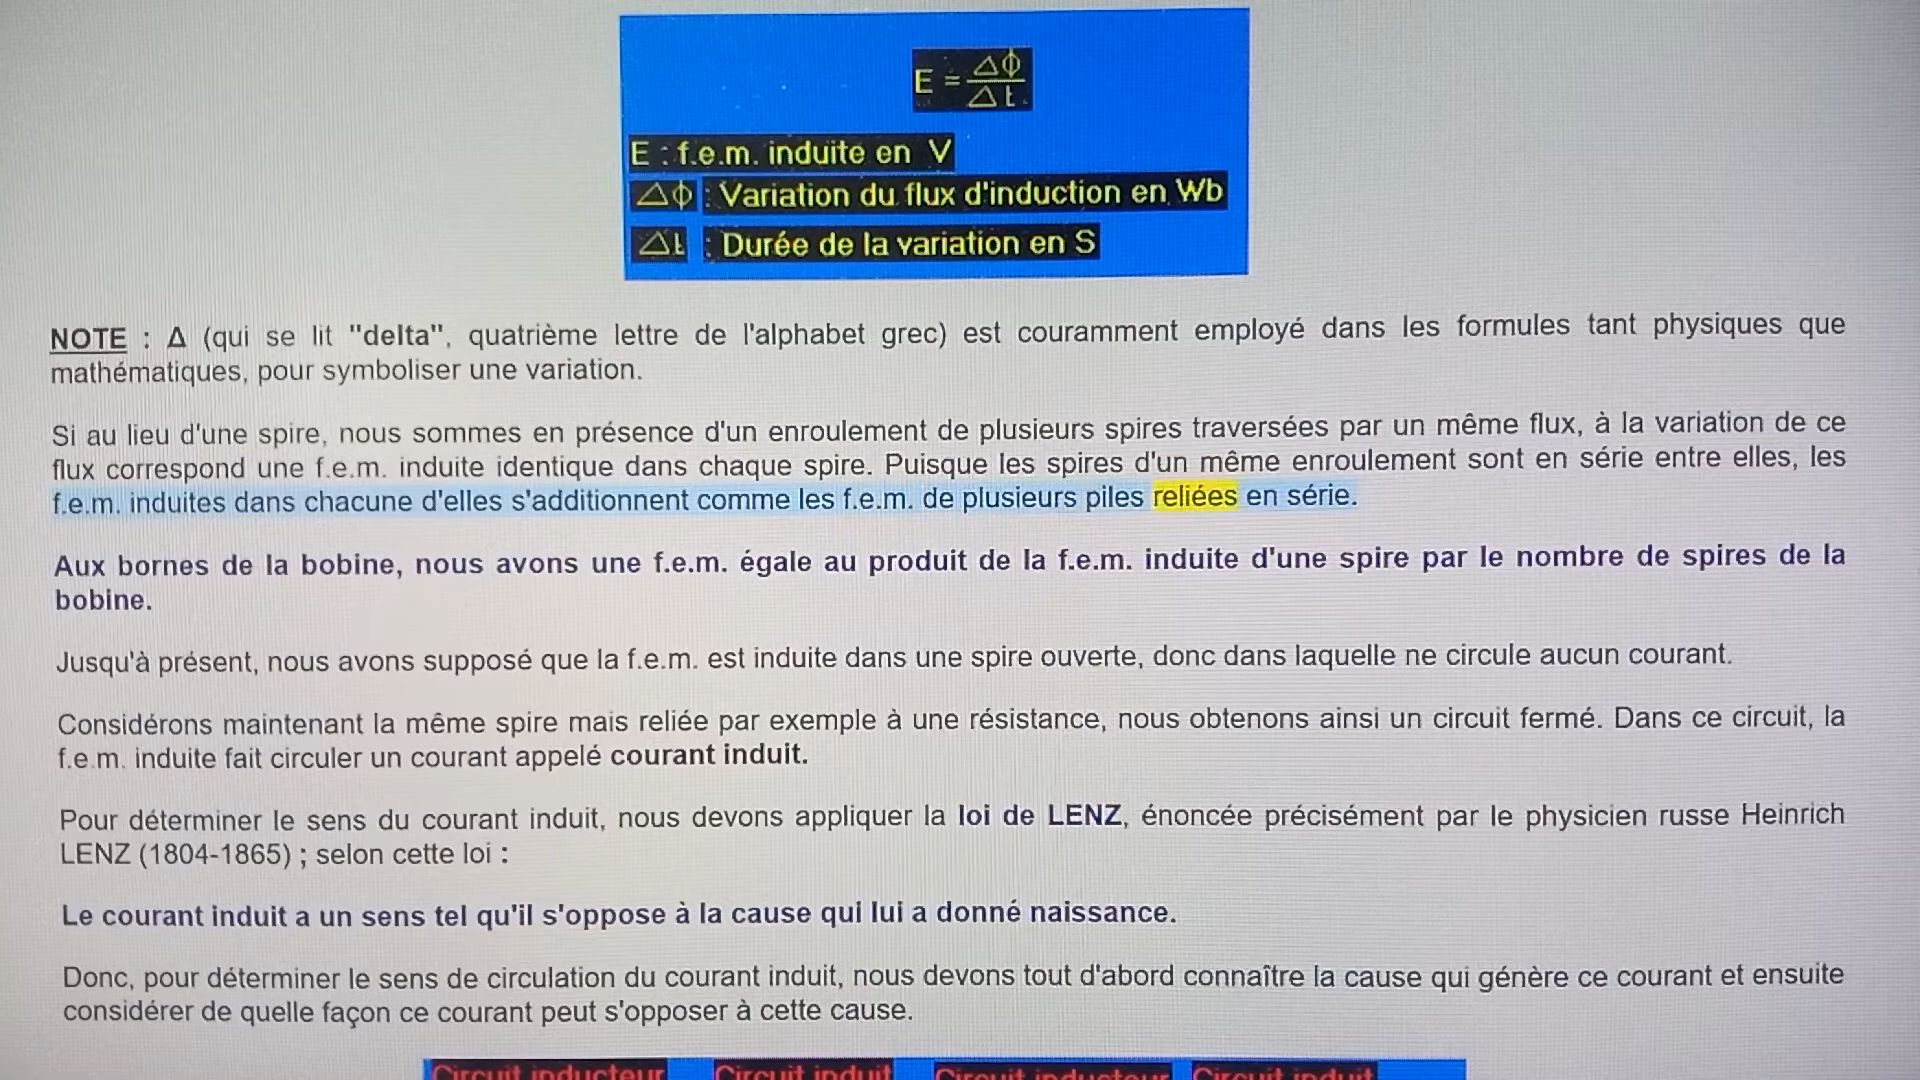 E = ΔΦ
Δt
E : f.e.m. induite en V
ΔΦ : Variation du flux d'induction en Wb
Δt : Durée de la variation en S
NOTE : Δ (qui se lit "delta", quatrième lettre de l'alphabet grec) est couramment employé dans les formules tant physiques que
mathématiques, pour symboliser une variation.
Si au lieu d'une spire, nous sommes en présence d'un enroulement de plusieurs spires traversées par un même flux, à la variation de ce
flux correspond une f.e.m. induite identique dans chaque spire. Puisque les spires d'un même enroulement sont en série entre elles, les
f.e.m. induites dans chacune d'elles s'additionnent comme les f.e.m. de plusieurs piles reliées en série.
Aux bornes de la bobine, nous avons une f.e.m. égale au produit de la f.e.m. induite d'une spire par le nombre de spires de la
bobine.
Jusqu'à présent, nous avons supposé que la f.e.m. est induite dans une spire ouverte, donc dans laquelle ne circule aucun courant.
Considérons maintenant la même spire mais reliée par exemple à une résistance, nous obtenons ainsi un circuit fermé. Dans ce circuit, la
f.e.m. induite fait circuler un courant appelé courant induit.
Pour déterminer le sens du courant induit, nous devons appliquer la loi de LENZ, énoncée précisément par le physicien russe Heinrich
LENZ (1804-1865) ; selon cette loi :
Le courant induit a un sens tel qu'il s'oppose à la cause qui lui a donné naissance.
Donc, pour déterminer le sens de circulation du courant induit, nous devons tout d'abord connaître la cause qui génère ce courant et ensuite
considérer de quelle façon ce courant peut s'opposer à cette cause.
Circuit inducteur Circuit induit Circuit inducteur Circuit induit